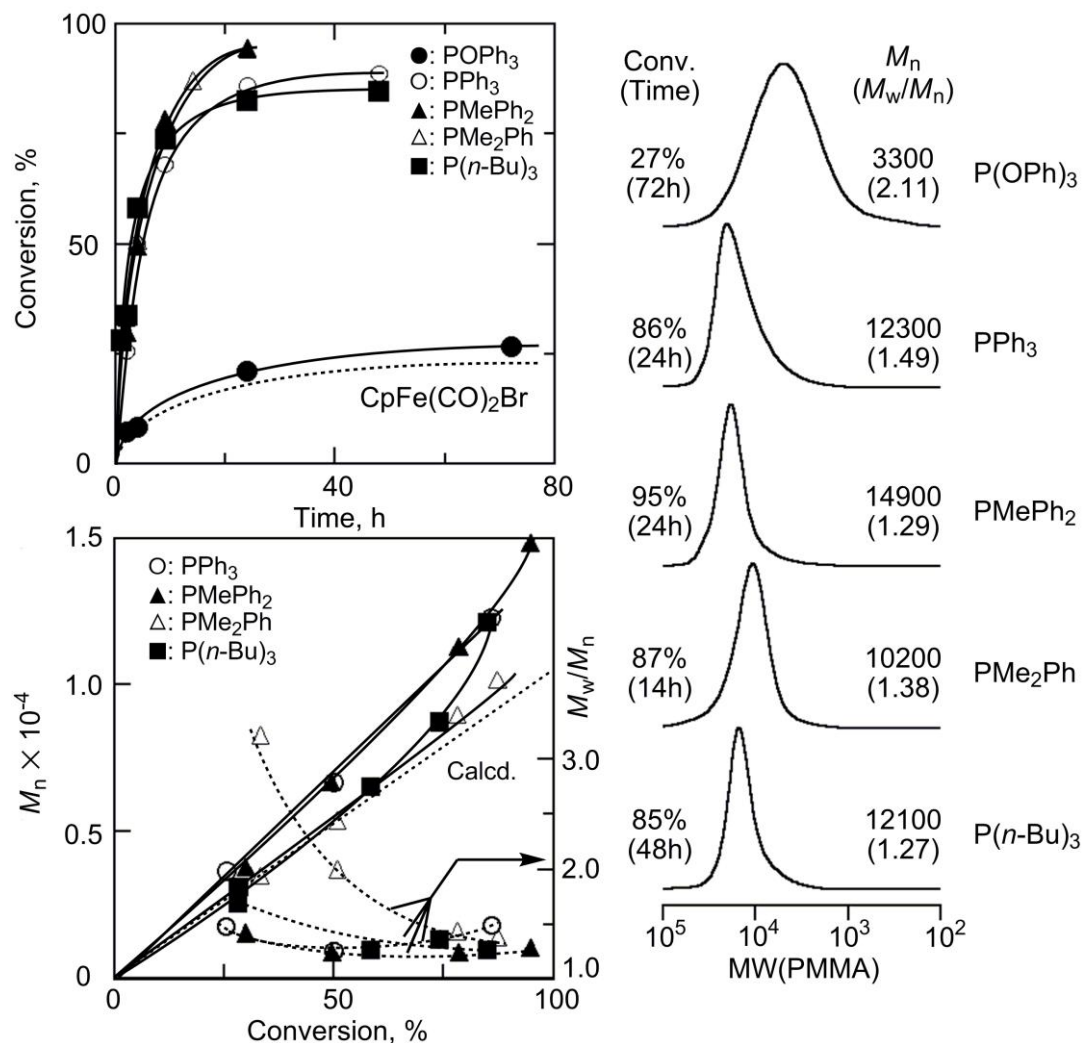 100
50
0
Conversion, %
●: POPh₃
○: PPh₃
▲: PMePh₂
△: PMe₂Ph
■: P(n-Bu)₃
CpFe(CO)₂Br
0 40 80
Time, h
1.5
1.0
0.5
0
Mₙ × 10⁻⁴
○: PPh₃
▲: PMePh₂
△: PMe₂Ph
■: P(n-Bu)₃
Calcd.
Mw/Mₙ
3.0
2.0
1.0
0 50 100
Conversion, %
Conv.
(Time)
Mₙ
(Mw/Mₙ)
27%
(72h)
3300
(2.11)
P(OPh)₃
86%
(24h)
12300
(1.49)
PPh₃
95%
(24h)
14900
(1.29)
PMePh₂
87%
(14h)
10200
(1.38)
PMe₂Ph
85%
(48h)
12100
(1.27)
P(n-Bu)₃
10⁵ 10⁴ 10³ 10²
MW(PMMA)